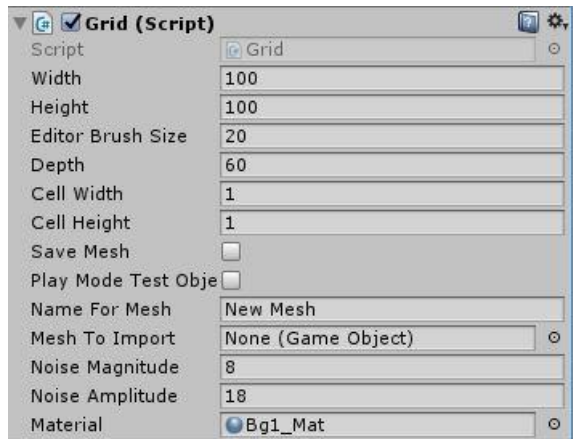 Grid (Script)
Script Grid
Width 100
Height 100
Editor Brush Size 20
Depth 60
Cell Width 1
Cell Height 1
Save Mesh
Play Mode Test Obje
Name For Mesh New Mesh
Mesh To Import None (Game Object)
Noise Magnitude 8
Noise Amplitude 18
Material Bg1_Mat